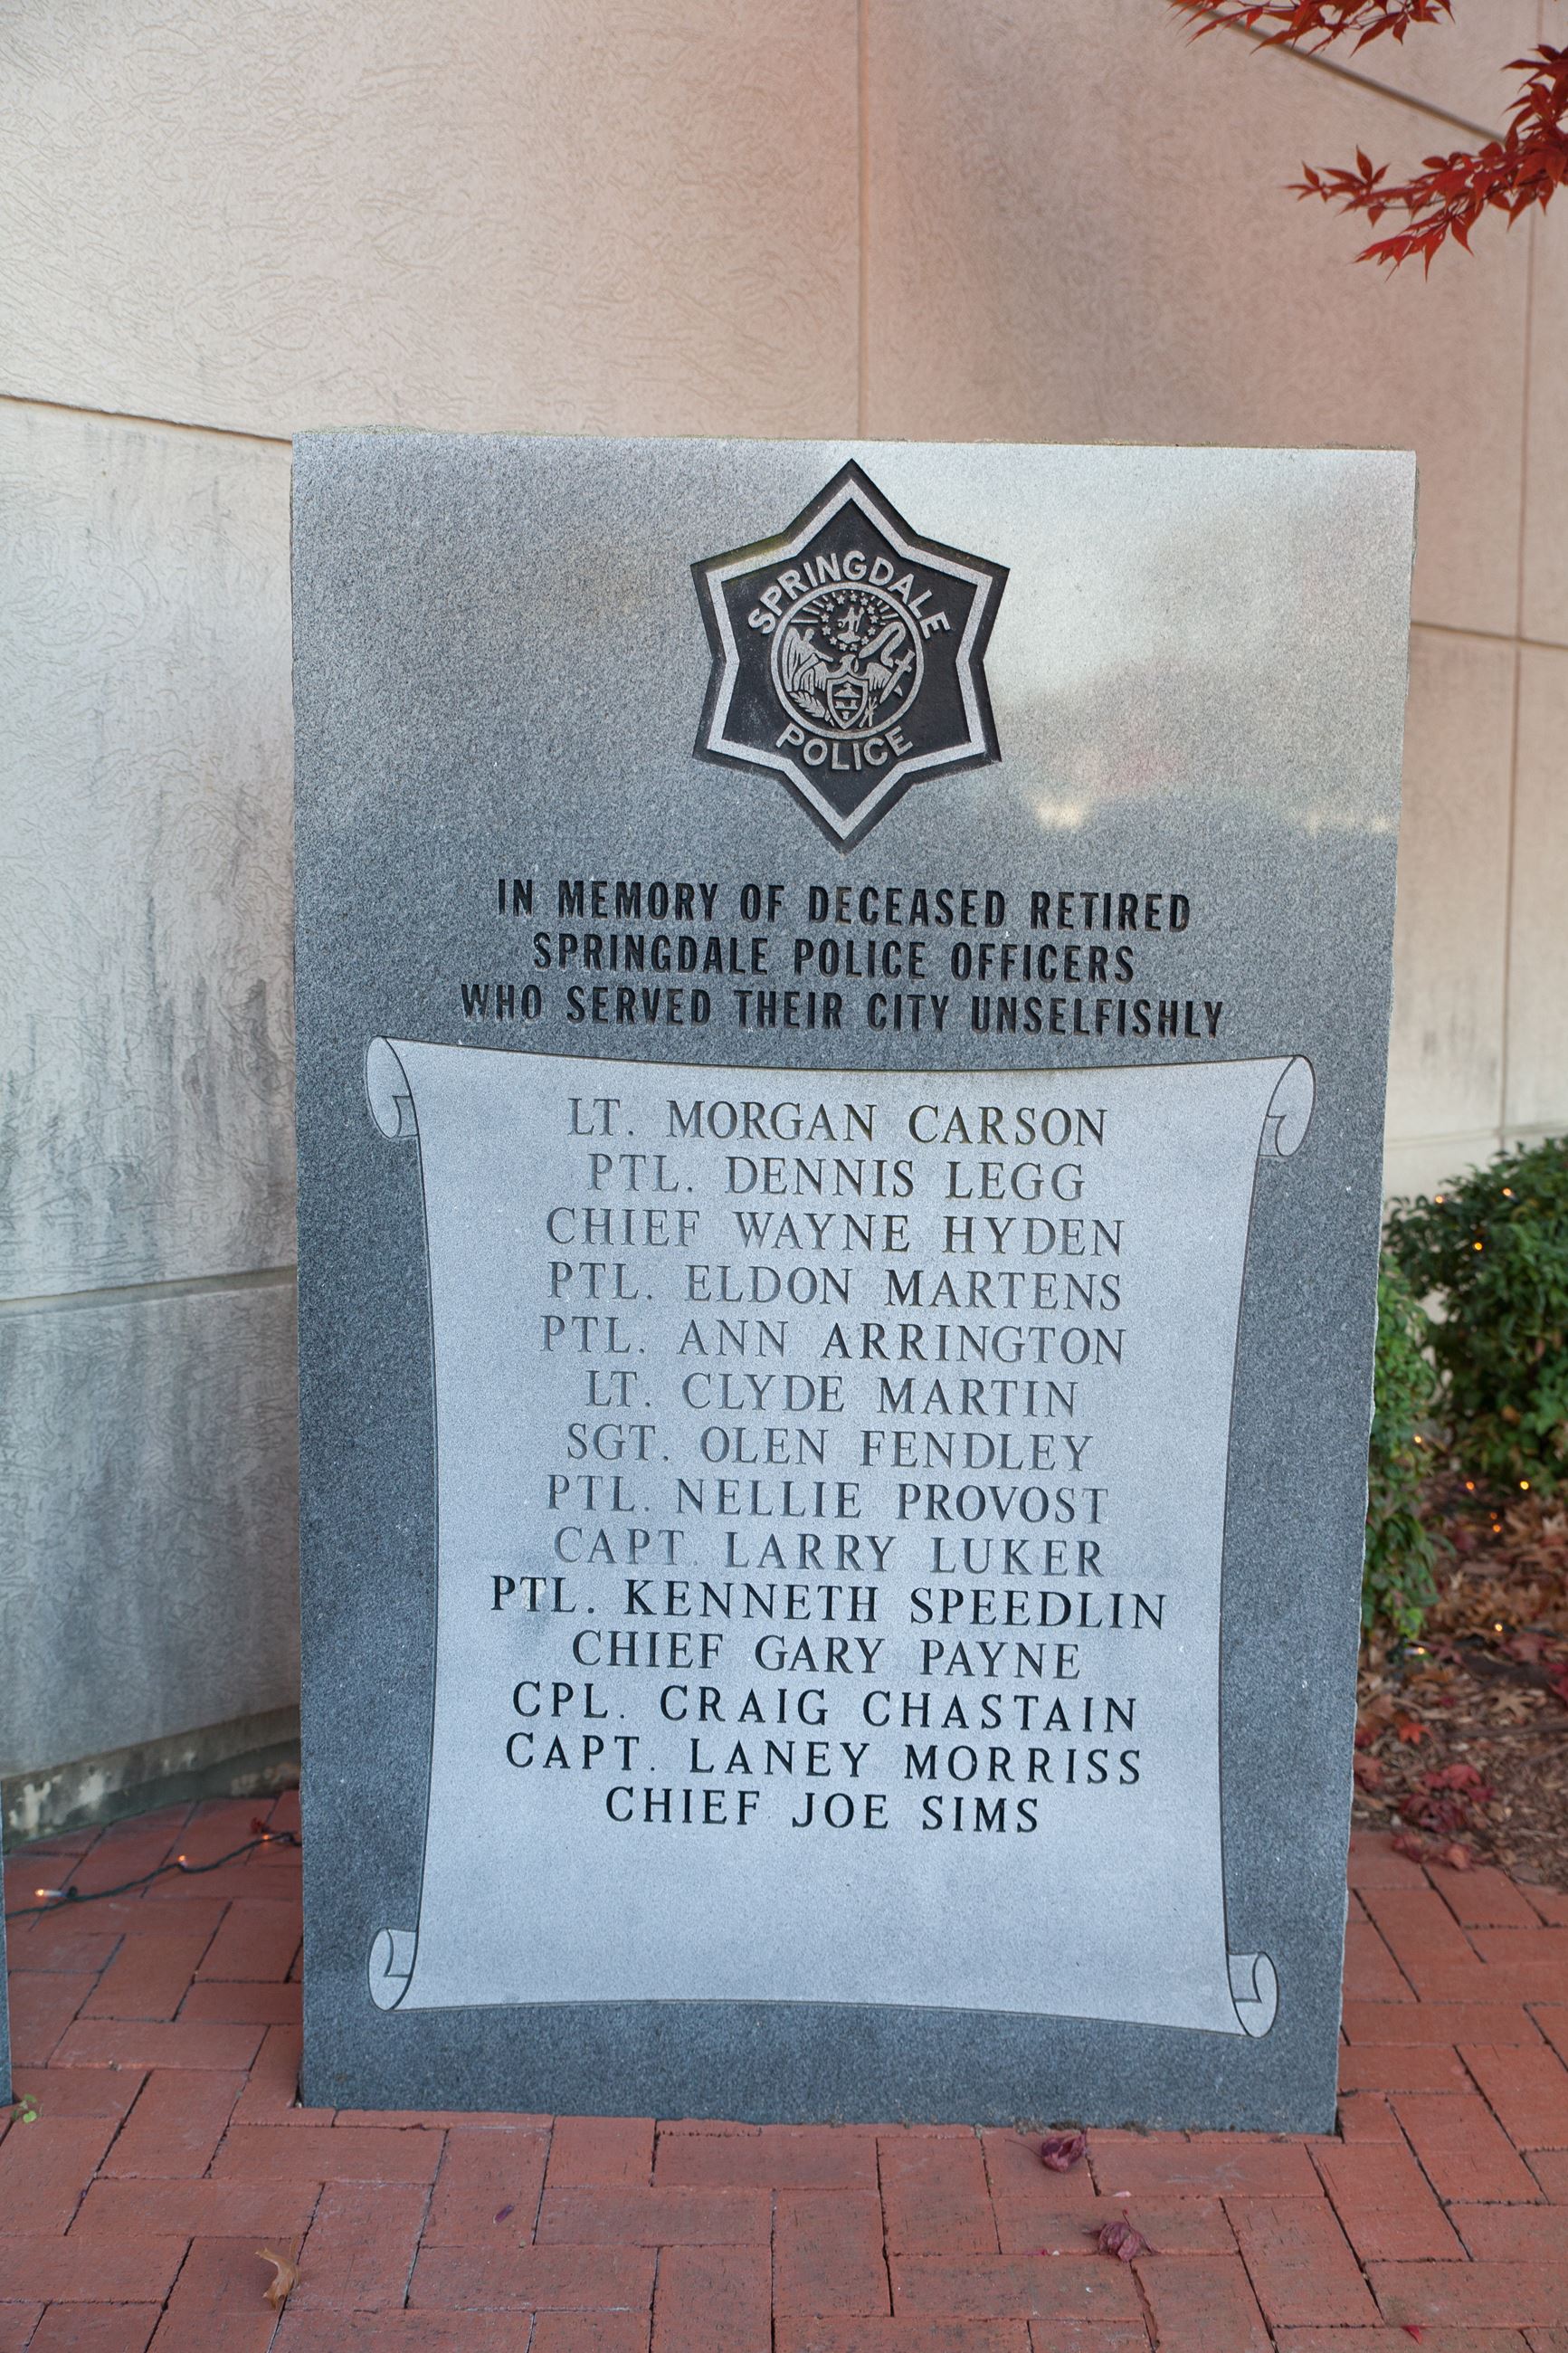 SPRINGDALE
POLICE
IN MEMORY OF DECEASED RETIRED
SPRINGDALE POLICE OFFICERS
WHO SERVED THEIR CITY UNSELFISHLY
LT. MORGAN CARSON
PTL. DENNIS LEGG
CHIEF WAYNE HYDEN
PTL. ELDON MARTENS
PTL. ANN ARRINGTON
LT. CLYDE MARTIN
SGT. OLEN FENDLEY
PTL. NELLIE PROVOST
CAPT. LARRY LUKER
PTL. KENNETH SPEEDLIN
CHIEF GARY PAYNE
CPL. CRAIG CHASTAIN
CAPT. LANEY MORRISS
CHIEF JOE SIMS